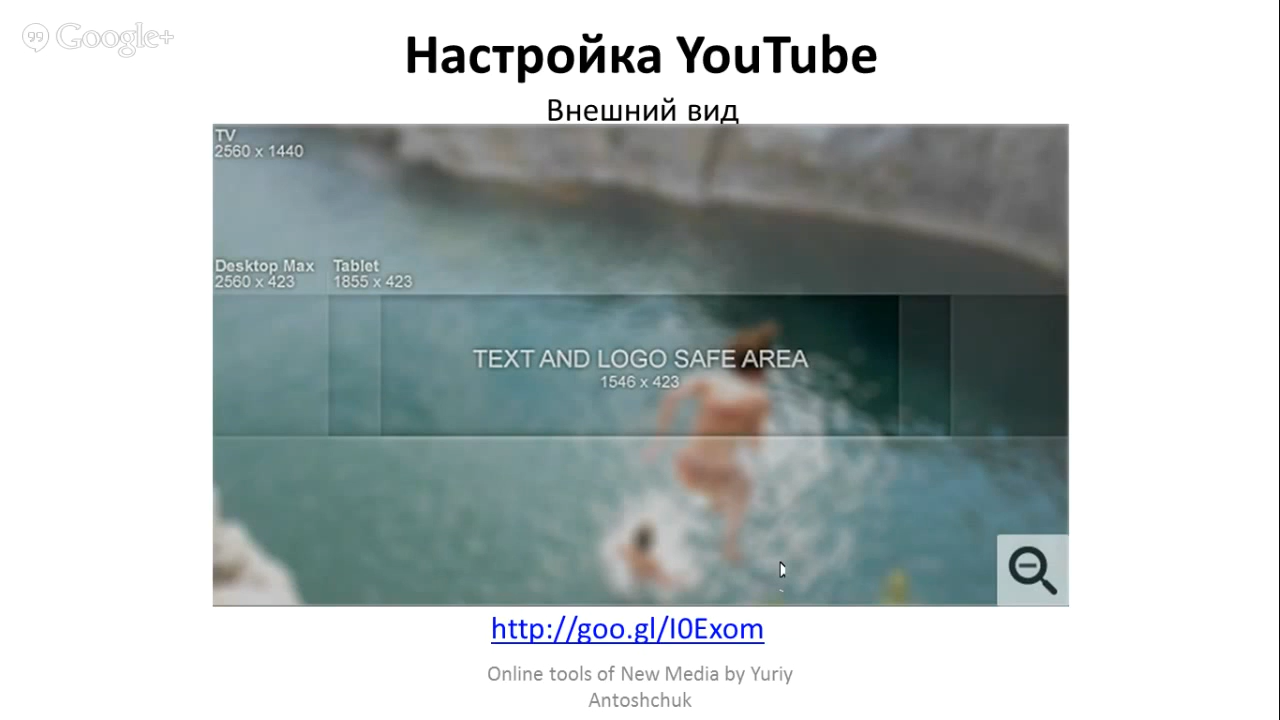 Google+
Настройка YouTube
Внешний вид
TV
2560 x 1440
Desktop Max
2560 x 423
Tablet
1855 x 423
TEXT AND LOGO SAFE AREA
1546 x 423
http://goo.gl/I0Exom
Online tools of New Media by Yuriy
Antoshchuk